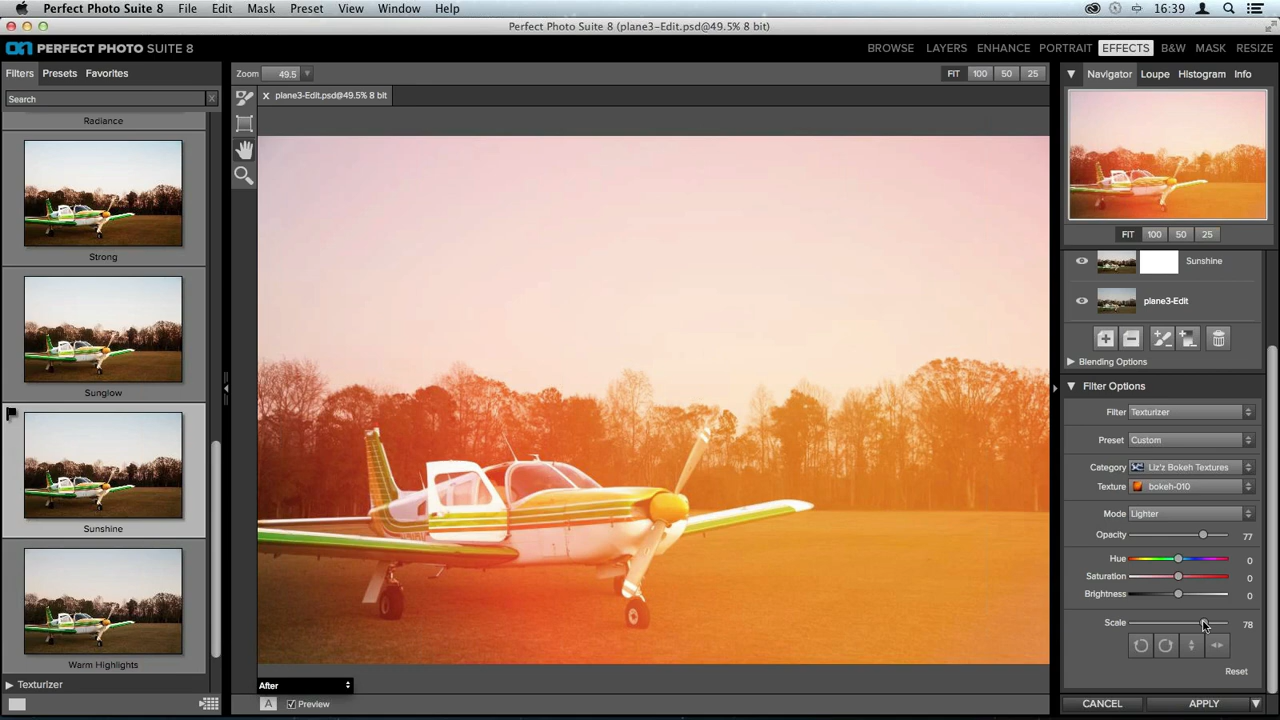 Perfect Photo Suite 8 File Edit Mask Preset View Window Help 16:39
Perfect Photo Suite 8 (plane3-Edit.psd@49.5% 8 bit)
on PERFECT PHOTO SUITE 8 BROWSE LAYERS ENHANCE PORTRAIT EFFECTS B&W MASK RESIZE
Filters Presets Favorites
Search X
Radiance
Strong
Sunglow
Sunshine
Warm Highlights
Texturizer
Zoom 49.5 FIT 100 50 25
x plane3-Edit.psd@49.5% 8 bit
After
A Preview
Navigator Loupe Histogram Info
FIT 100 50 25
Sunshine
plane3-Edit
Blending Options
Filter Options
Filter Texturizer
Preset Custom
Category Liz'z Bokeh Textures
Texture bokeh-010
Mode Lighter
Opacity 77
Hue 0
Saturation 0
Brightness 0
Scale 78
Reset
CANCEL APPLY